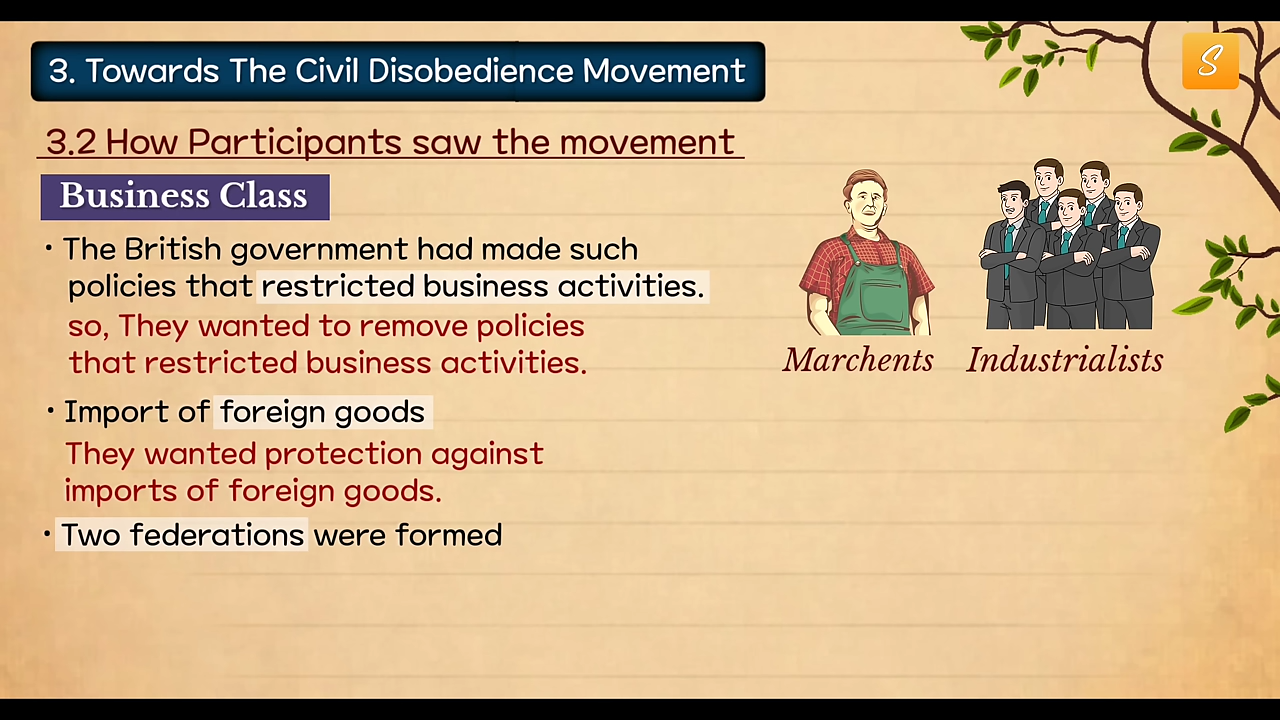 3. Towards The Civil Disobedience Movement
S
3.2 How Participants saw the movement
Business Class
• The British government had made such
policies that restricted business activities.
so, They wanted to remove policies
that restricted business activities.
Marchents
Industrialists
• Import of foreign goods
They wanted protection against
imports of foreign goods.
• Two federations were formed